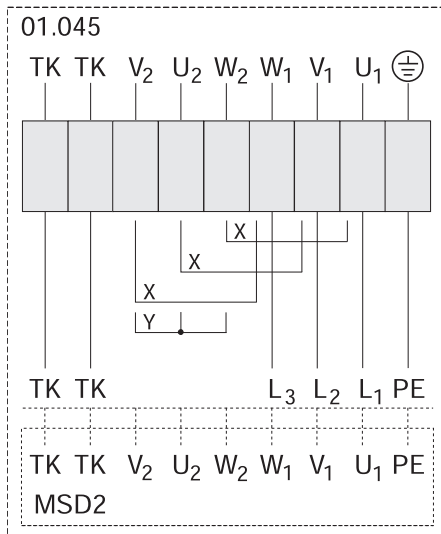 01.045
TK TK V₂ U₂ W₂ W₁ V₁ U₁
X
X
X
Y
TK TK L₃ L₂ L₁ PE
TK TK V₂ U₂ W₂ W₁ V₁ U₁ PE
MSD2